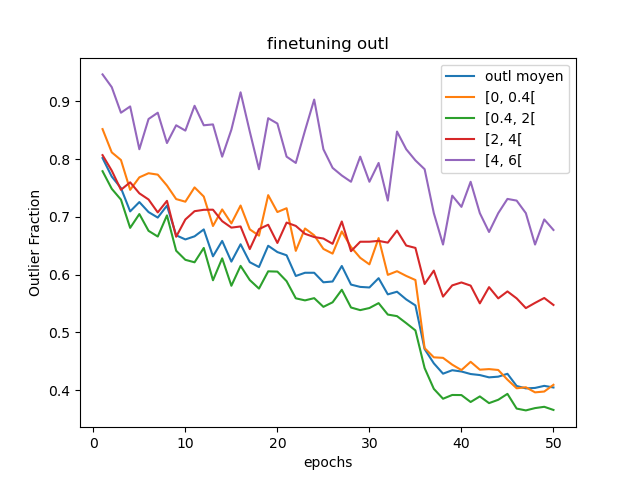 finetuning outl
outl moyen
[0, 0.4[
[0.4, 2[
[2, 4[
[4, 6[
Outlier Fraction
0.9
0.8
0.7
0.6
0.5
0.4
0 10 20 30 40 50
epochs